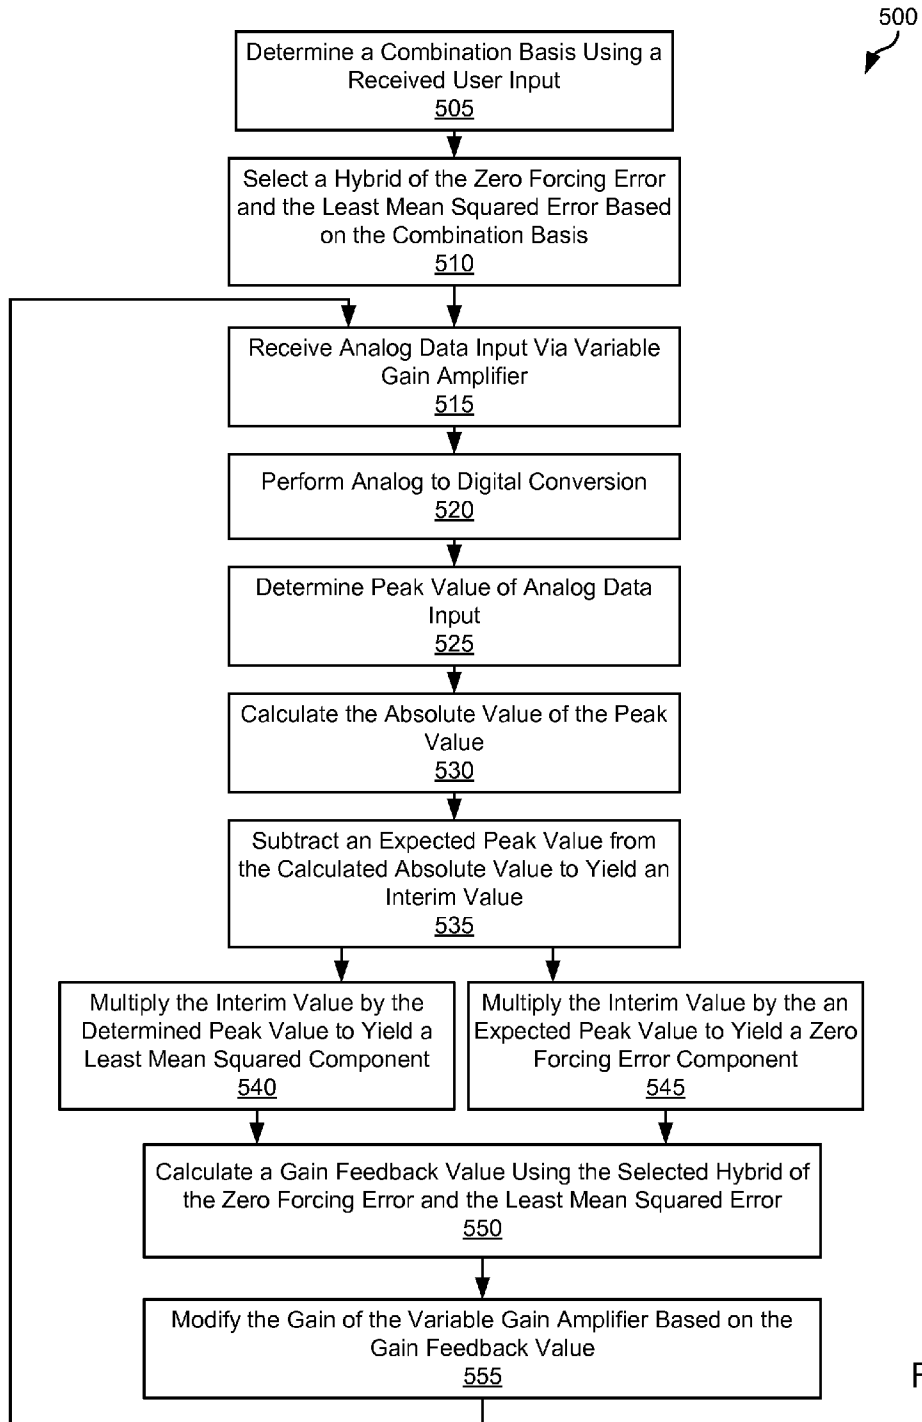 500
Determine a Combination Basis Using a
Received User Input
505
Select a Hybrid of the Zero Forcing Error
and the Least Mean Squared Error Based
on the Combination Basis
510
Receive Analog Data Input Via Variable
Gain Amplifier
515
Perform Analog to Digital Conversion
520
Determine Peak Value of Analog Data
Input
525
Calculate the Absolute Value of the Peak
Value
530
Subtract an Expected Peak Value from
the Calculated Absolute Value to Yield an
Interim Value
535
Multiply the Interim Value by the
Determined Peak Value to Yield a
Least Mean Squared Component
540
Multiply the Interim Value by the an
Expected Peak Value to Yield a Zero
Forcing Error Component
545
Calculate a Gain Feedback Value Using the Selected Hybrid of
the Zero Forcing Error and the Least Mean Squared Error
550
Modify the Gain of the Variable Gain Amplifier Based on the
Gain Feedback Value
555